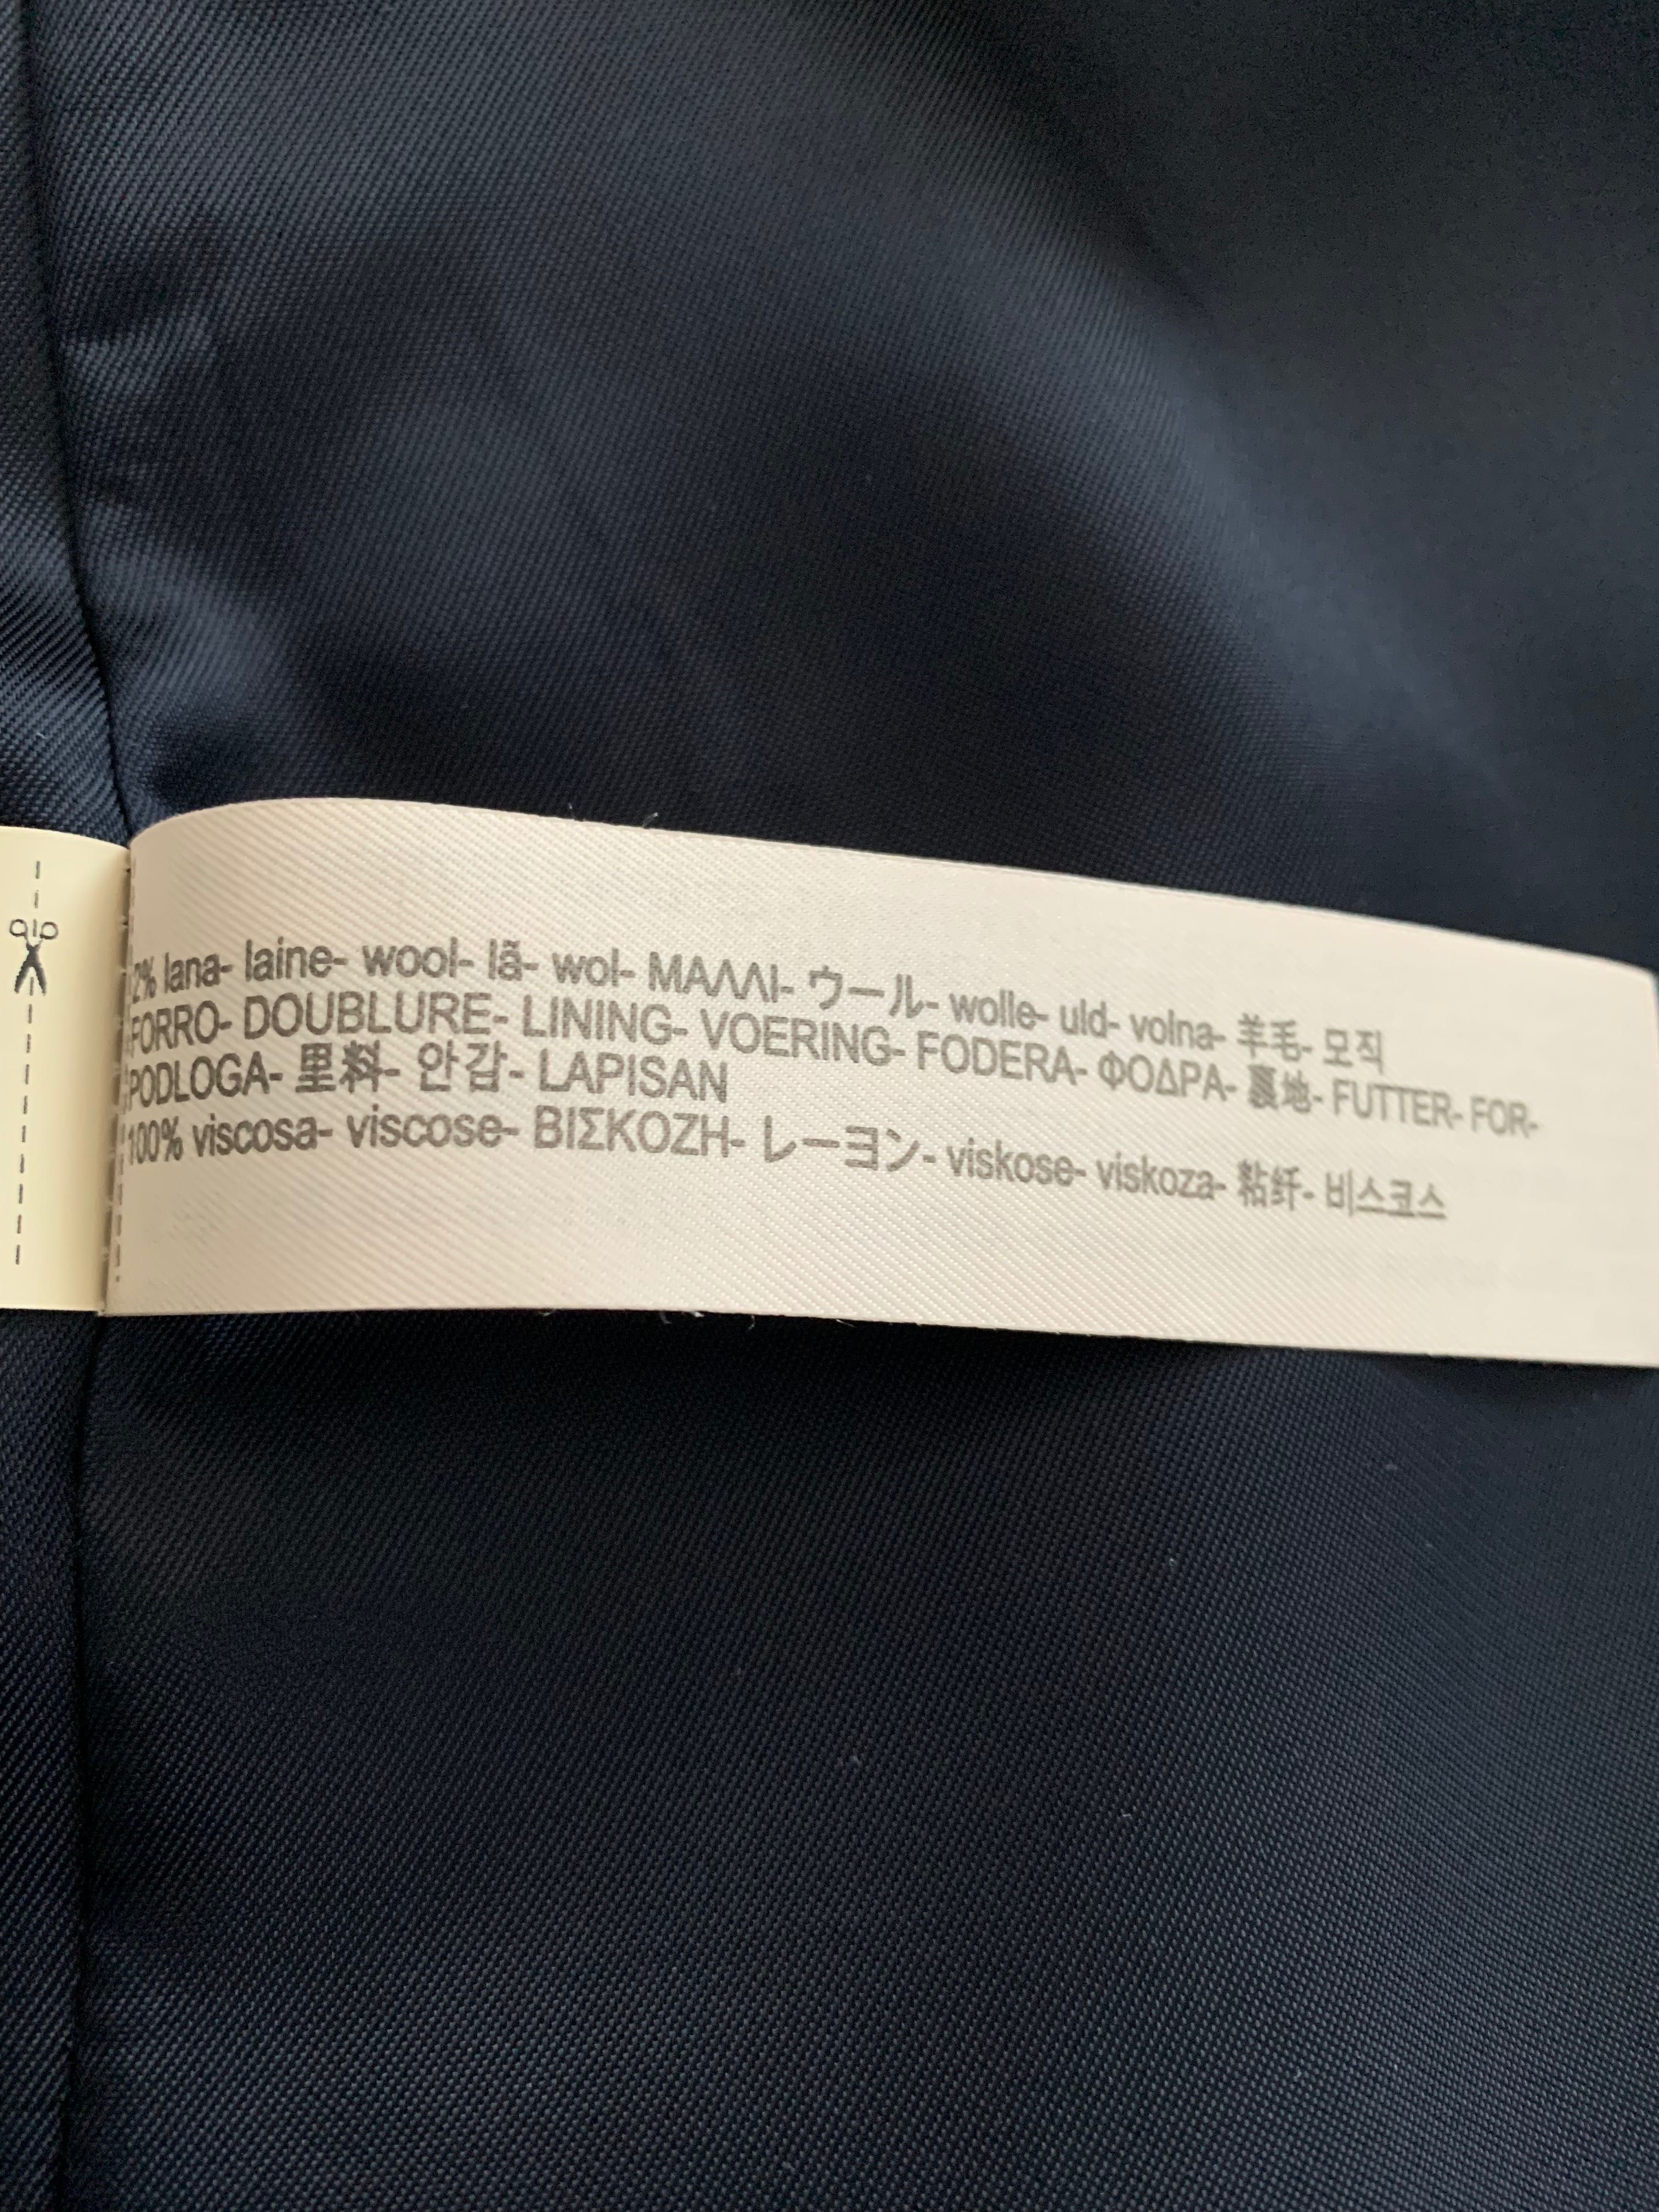 2% lana- laine- wool- lã- wol- ΜΑΛΛΙ- ウール- wolle- uld- volna- 羊毛- 모직
FORRO- DOUBLURE- LINING- VOERING- FODERA- ΦΟΔΡΑ- 裏地- FUTTER- FOR-
PODLOGA- 里料- 안감- LAPISAN
100% viscosa- viscose- ΒΙΣΚΟΖΗ- レーヨン- viskose- viskoza- 粘纤- 비스코스